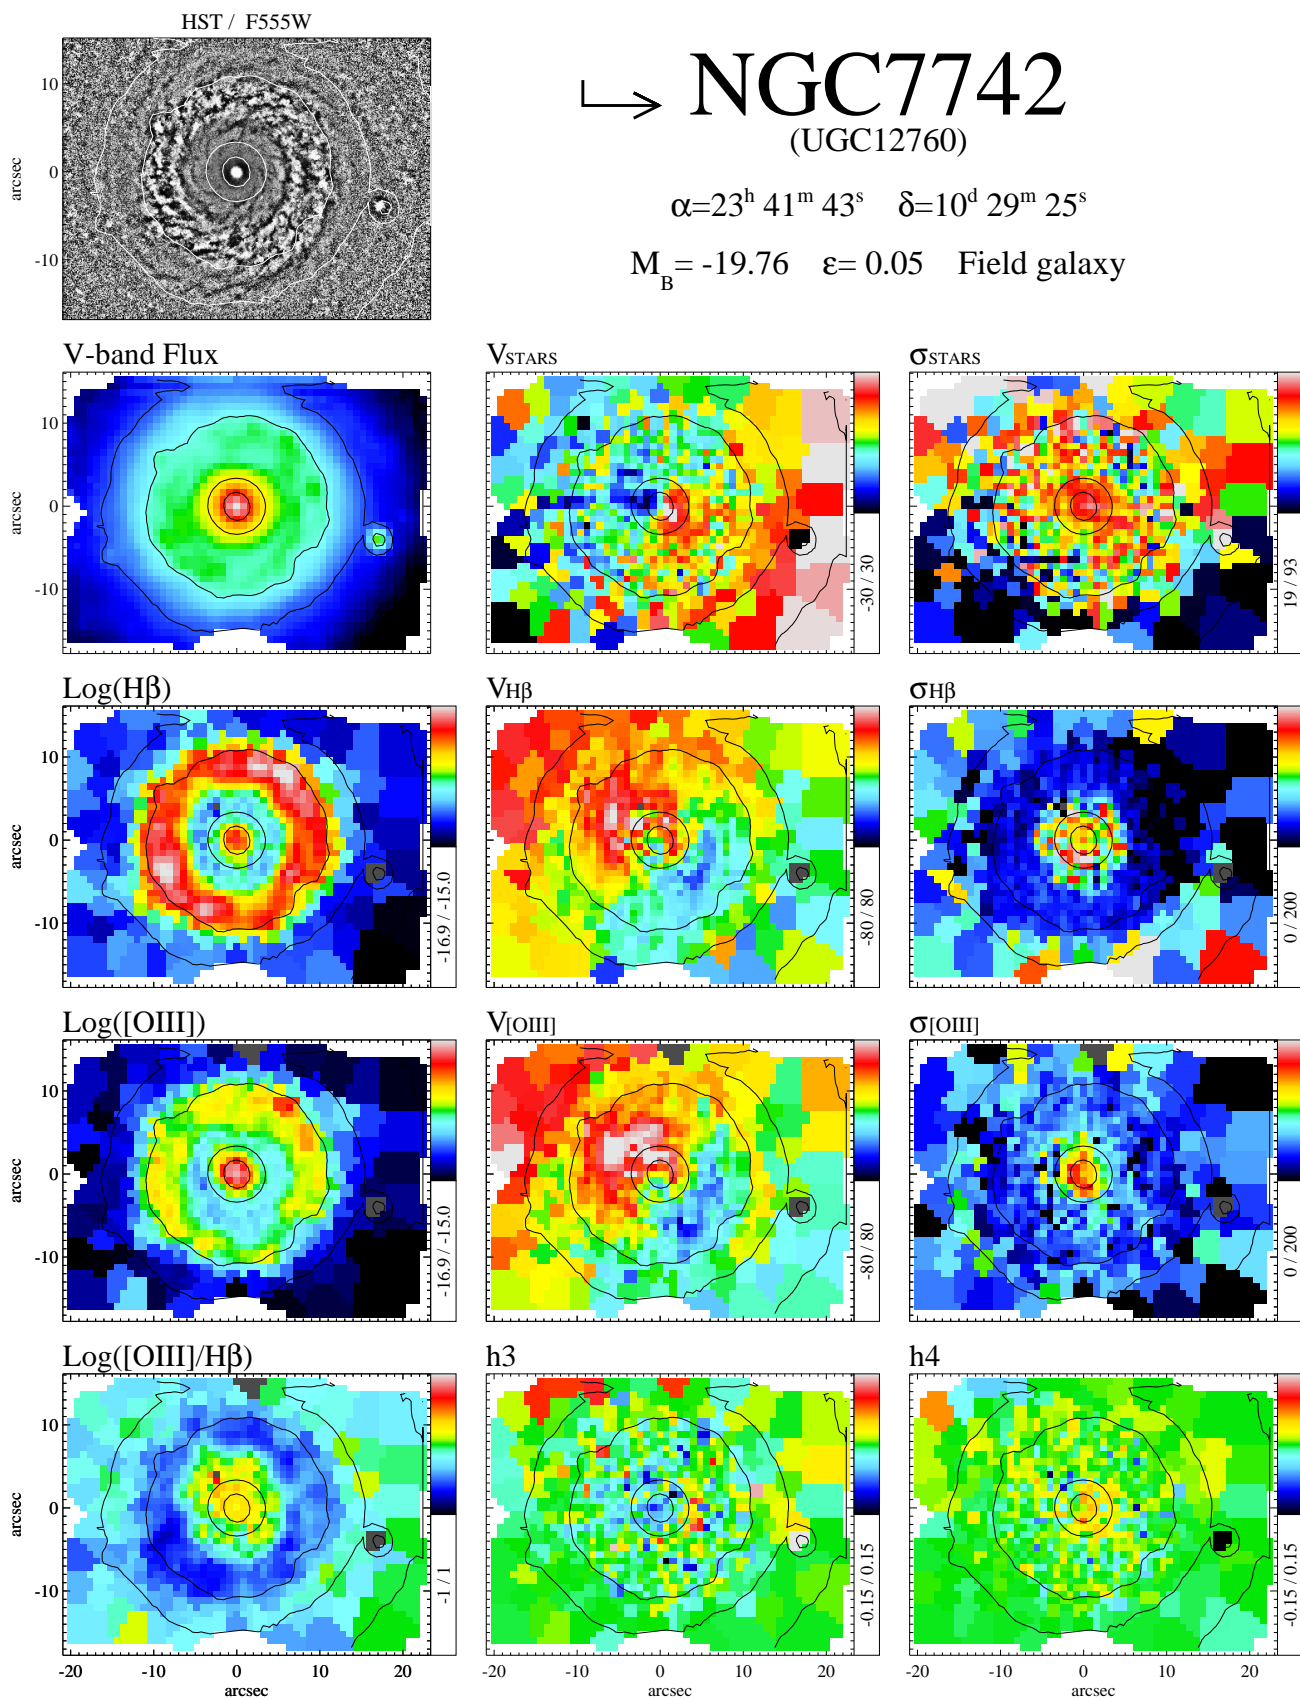 HST / F555W
NGC7742
(UGC12760)
α=23h 41m 43s δ=10d 29m 25s
MB= -19.76 ε= 0.05 Field galaxy
arcsec
10
0
-10
V-band Flux
VSTARS
σSTARS
arcsec
10
0
-10
-30 / 30
19 / 93
Log(Hβ)
VHβ
σHβ
arcsec
10
0
-10
-16.9 / -15.0
-80 / 80
0 / 200
Log([OIII])
V[OIII]
σ[OIII]
arcsec
10
0
-10
-16.9 / -15.0
-80 / 80
0 / 200
Log([OIII]/Hβ)
h3
h4
arcsec
10
0
-10
-1 / 1
-0.15 / 0.15
-0.15 / 0.15
-20 -10 0 10 20
-20 -10 0 10 20
-20 -10 0 10 20
arcsec
arcsec
arcsec